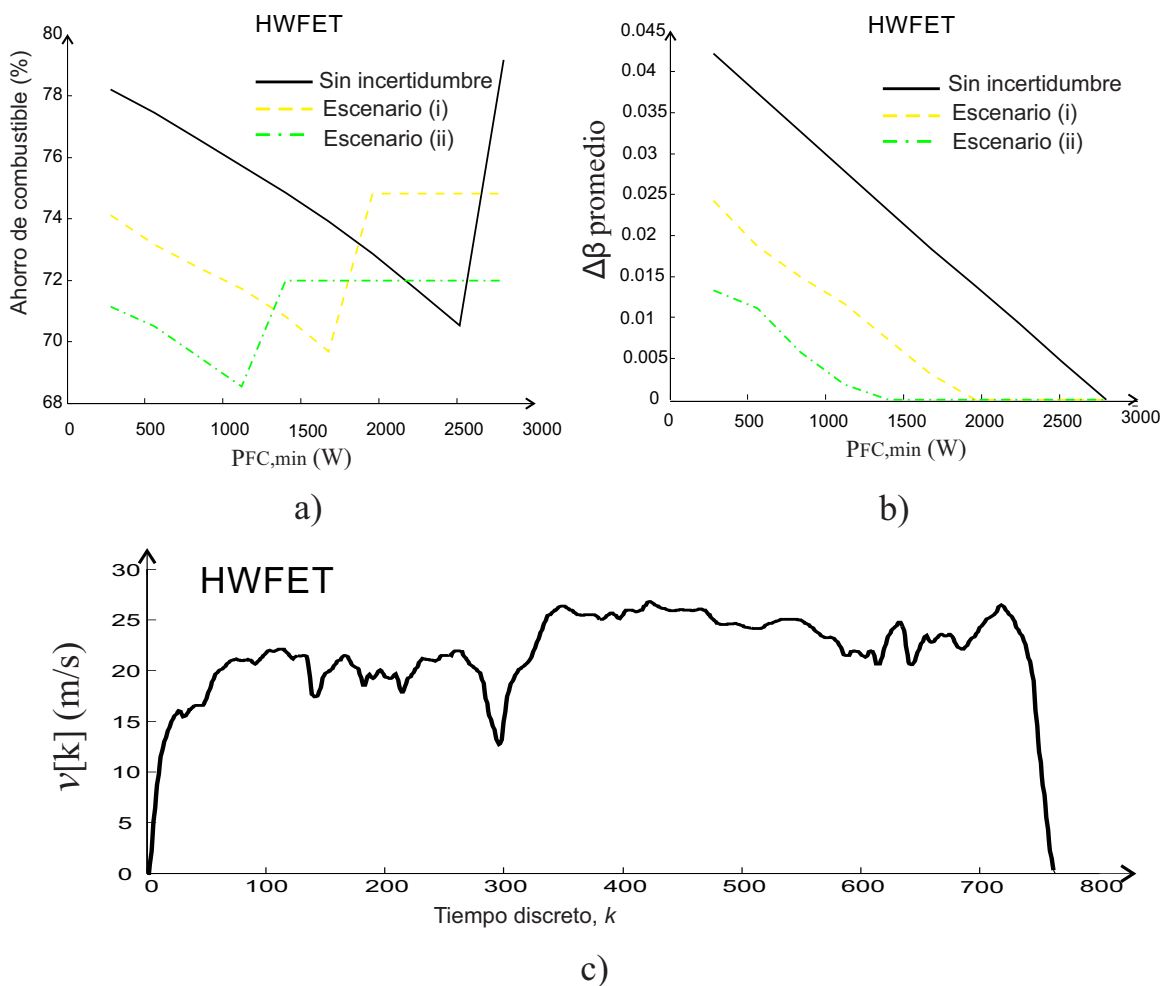 HWFET
Ahorro de combustible (%)
80
78
76
74
72
70
68
Sin incertidumbre
Escenario (i)
Escenario (ii)
0 500 1000 1500 2000 2500 3000
PFC,min (W)
a)
HWFET
Δβ promedio
0.045
0.04
0.035
0.03
0.025
0.02
0.015
0.01
0.005
0
Sin incertidumbre
Escenario (i)
Escenario (ii)
0 500 1000 1500 2000 2500 3000
PFC,min (W)
b)
HWFET
v[k] (m/s)
30
25
20
15
10
5
0
0 100 200 300 400 500 600 700 800
Tiempo discreto, k
c)